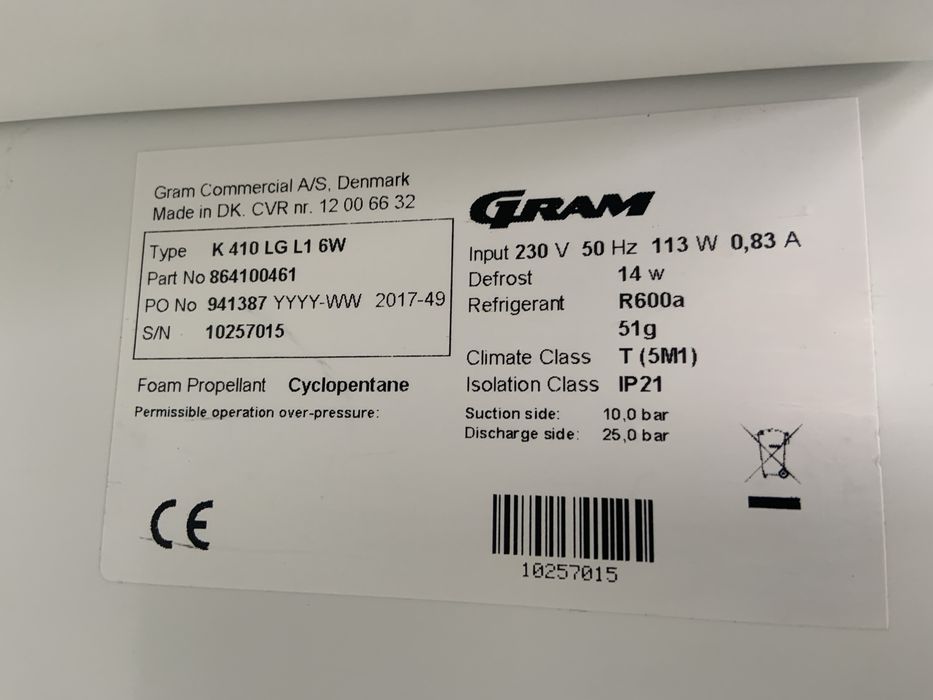 Gram Commercial A/S, Denmark
Made in DK. CVR nr. 12 00 66 32
Type K 410 LG L1 6W
Part No 864100461
PO No 941387 YYYY-WW 2017-49
S/N 10257015
Foam Propellant Cyclopentane
Permissible operation over-pressure:
CE
GRAM
Input 230 V 50 Hz 113 W 0,83 A
Defrost 14 W
Refrigerant R600a
51g
Climate Class T (5M1)
Isolation Class IP21
Suction side: 10,0 bar
Discharge side: 25,0 bar
10257015